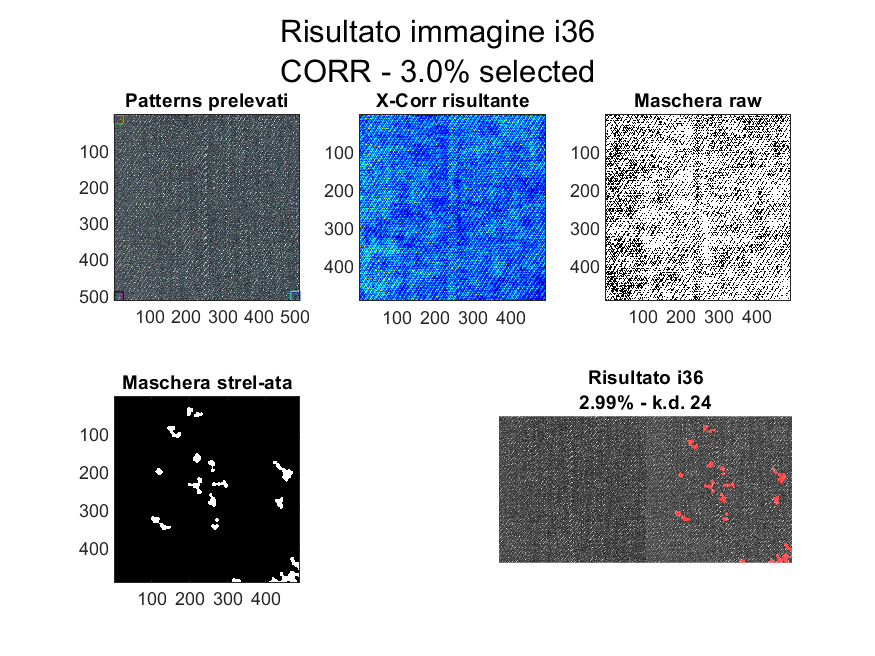 Risultato immagine i36
CORR - 3.0% selected
Patterns prelevati
100
200
300
400
500
100 200 300 400 500
X-Corr risultante
100
200
300
400
100 200 300 400
Maschera raw
100
200
300
400
100 200 300 400
Maschera strel-ata
100
200
300
400
100 200 300 400
Risultato i36
2.99% - k.d. 24